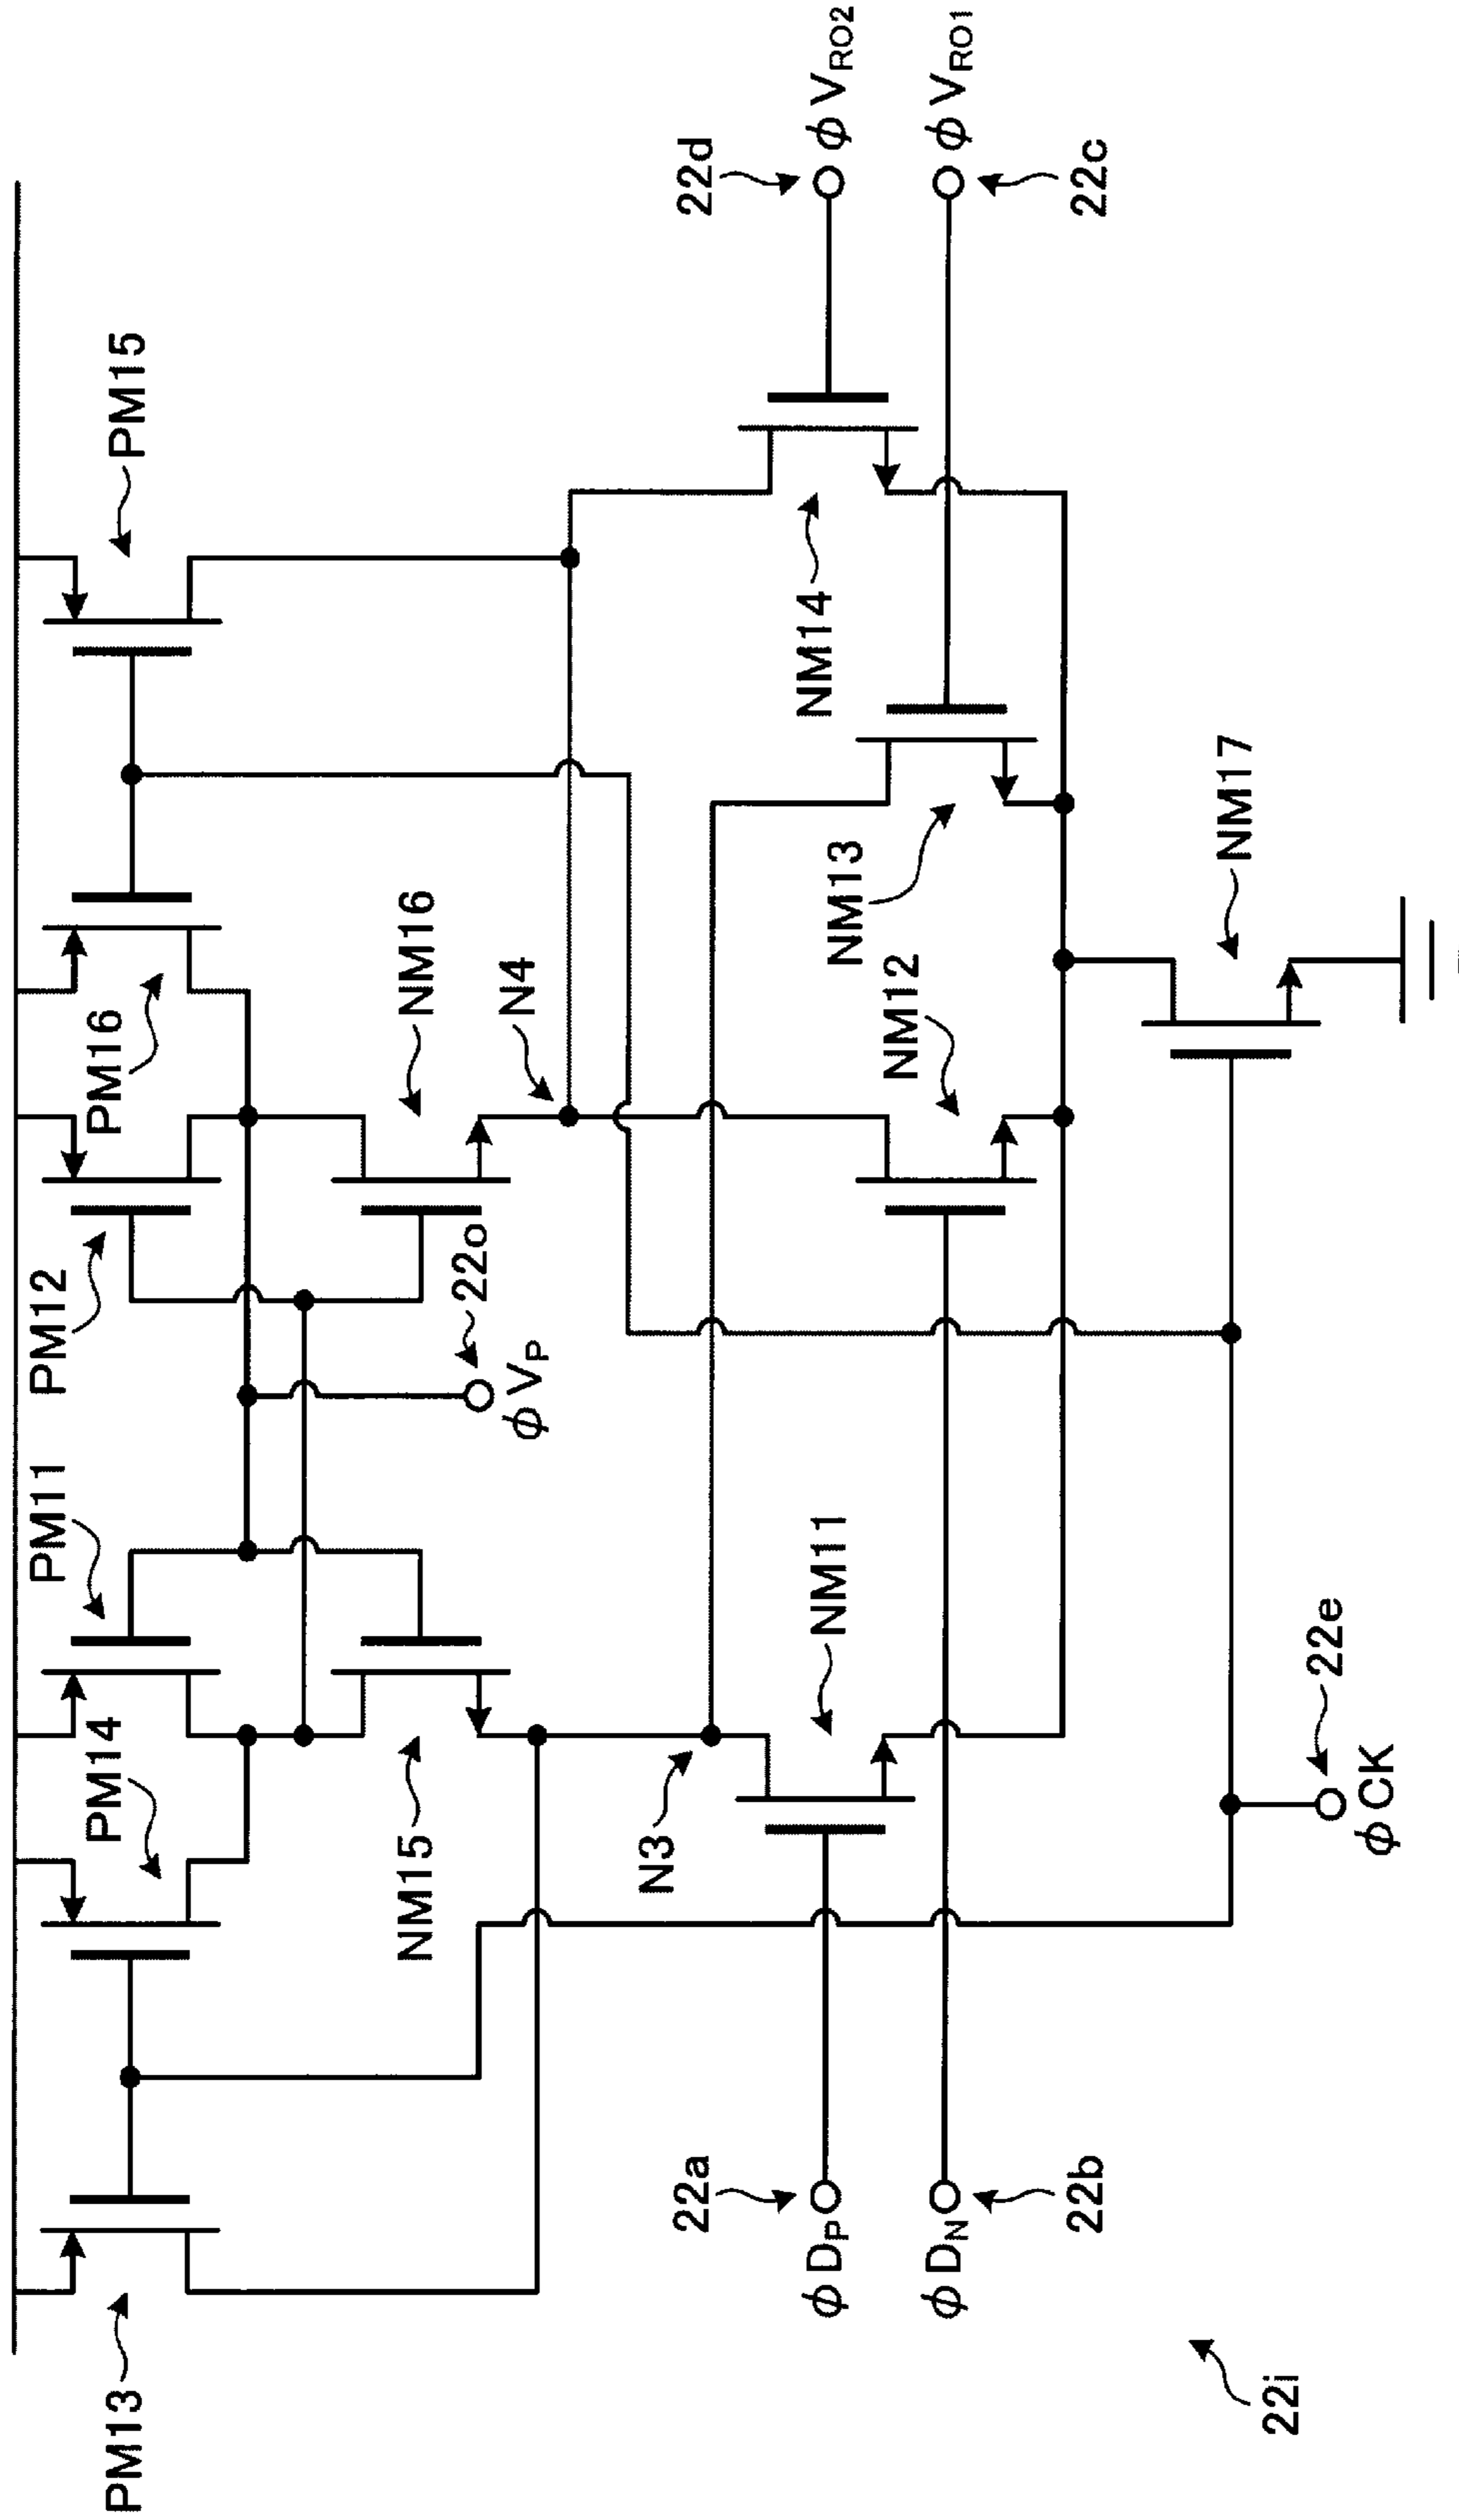 PM13
PM14
PM11
PM12
PM16
PM15
NM15
22o
φVP
NM16
N4
N3
NM11
NM12
NM13
NM14
22a
φDP
φDN
22b
22d
φVRO2
φVRO1
22c
NM17
22e
φCK
22i